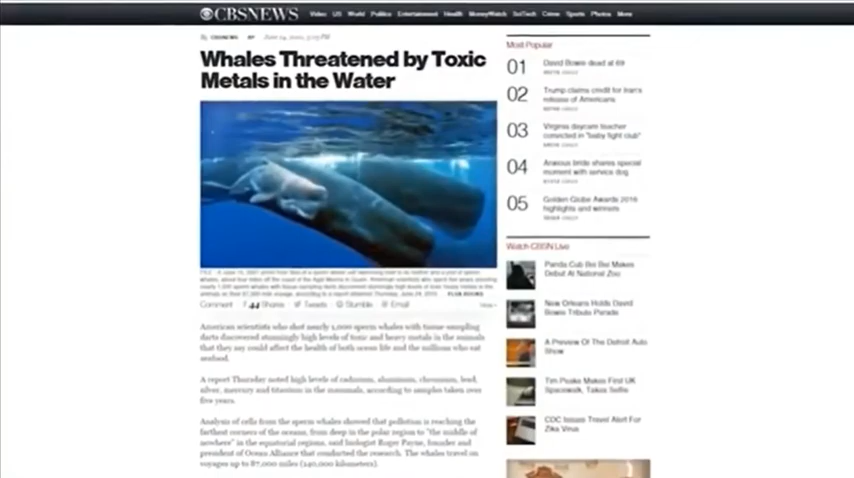 CBSNEWS
Video US World Politics Entertainment Health MoneyWatch SciTech Crime Sports Photos More
By CBSNEWS AP June 24, 2010, 5:05 PM
Whales Threatened by Toxic
Metals in the Water
Comment 44 Shares Tweets Stumble Email More +
American scientists who shot nearly 1,000 sperm whales with tissue-sampling
darts discovered stunningly high levels of toxic and heavy metals in the animals
that they say could affect the health of both ocean life and the millions who eat
seafood.
A report Thursday noted high levels of cadmium, aluminum, chromium, lead,
silver, mercury and titanium in the mammals, according to samples taken over
five years.
Analysis of cells from the sperm whales showed that pollution is reaching the
farthest corners of the oceans, from deep in the polar region to "the middle of
nowhere" in the equatorial regions, said biologist Roger Payne, founder and
president of Ocean Alliance that conducted the research. The whales travel on
voyages up to 87,000 miles (140,000 kilometers).
Most Popular
01 David Bowie dead at 69
02 Trump claims credit for Iran's
release of Americans
03 Virginia daycare teacher
convicted in "baby fight club"
04 Anxious little shares special
moment with service dog
05 Golden Globe Awards 2016
highlights and winners
Watch CBSN Live
Panda Cub Bei Bei Makes
Debut At National Zoo
New Orleans Holds David
Bowie Tribute Parade
A Preview Of The Detroit Auto
Show
Tim Peake Makes First UK
Spacewalk, Takes Selfie
CDC Issues Travel Alert For
Zika Virus